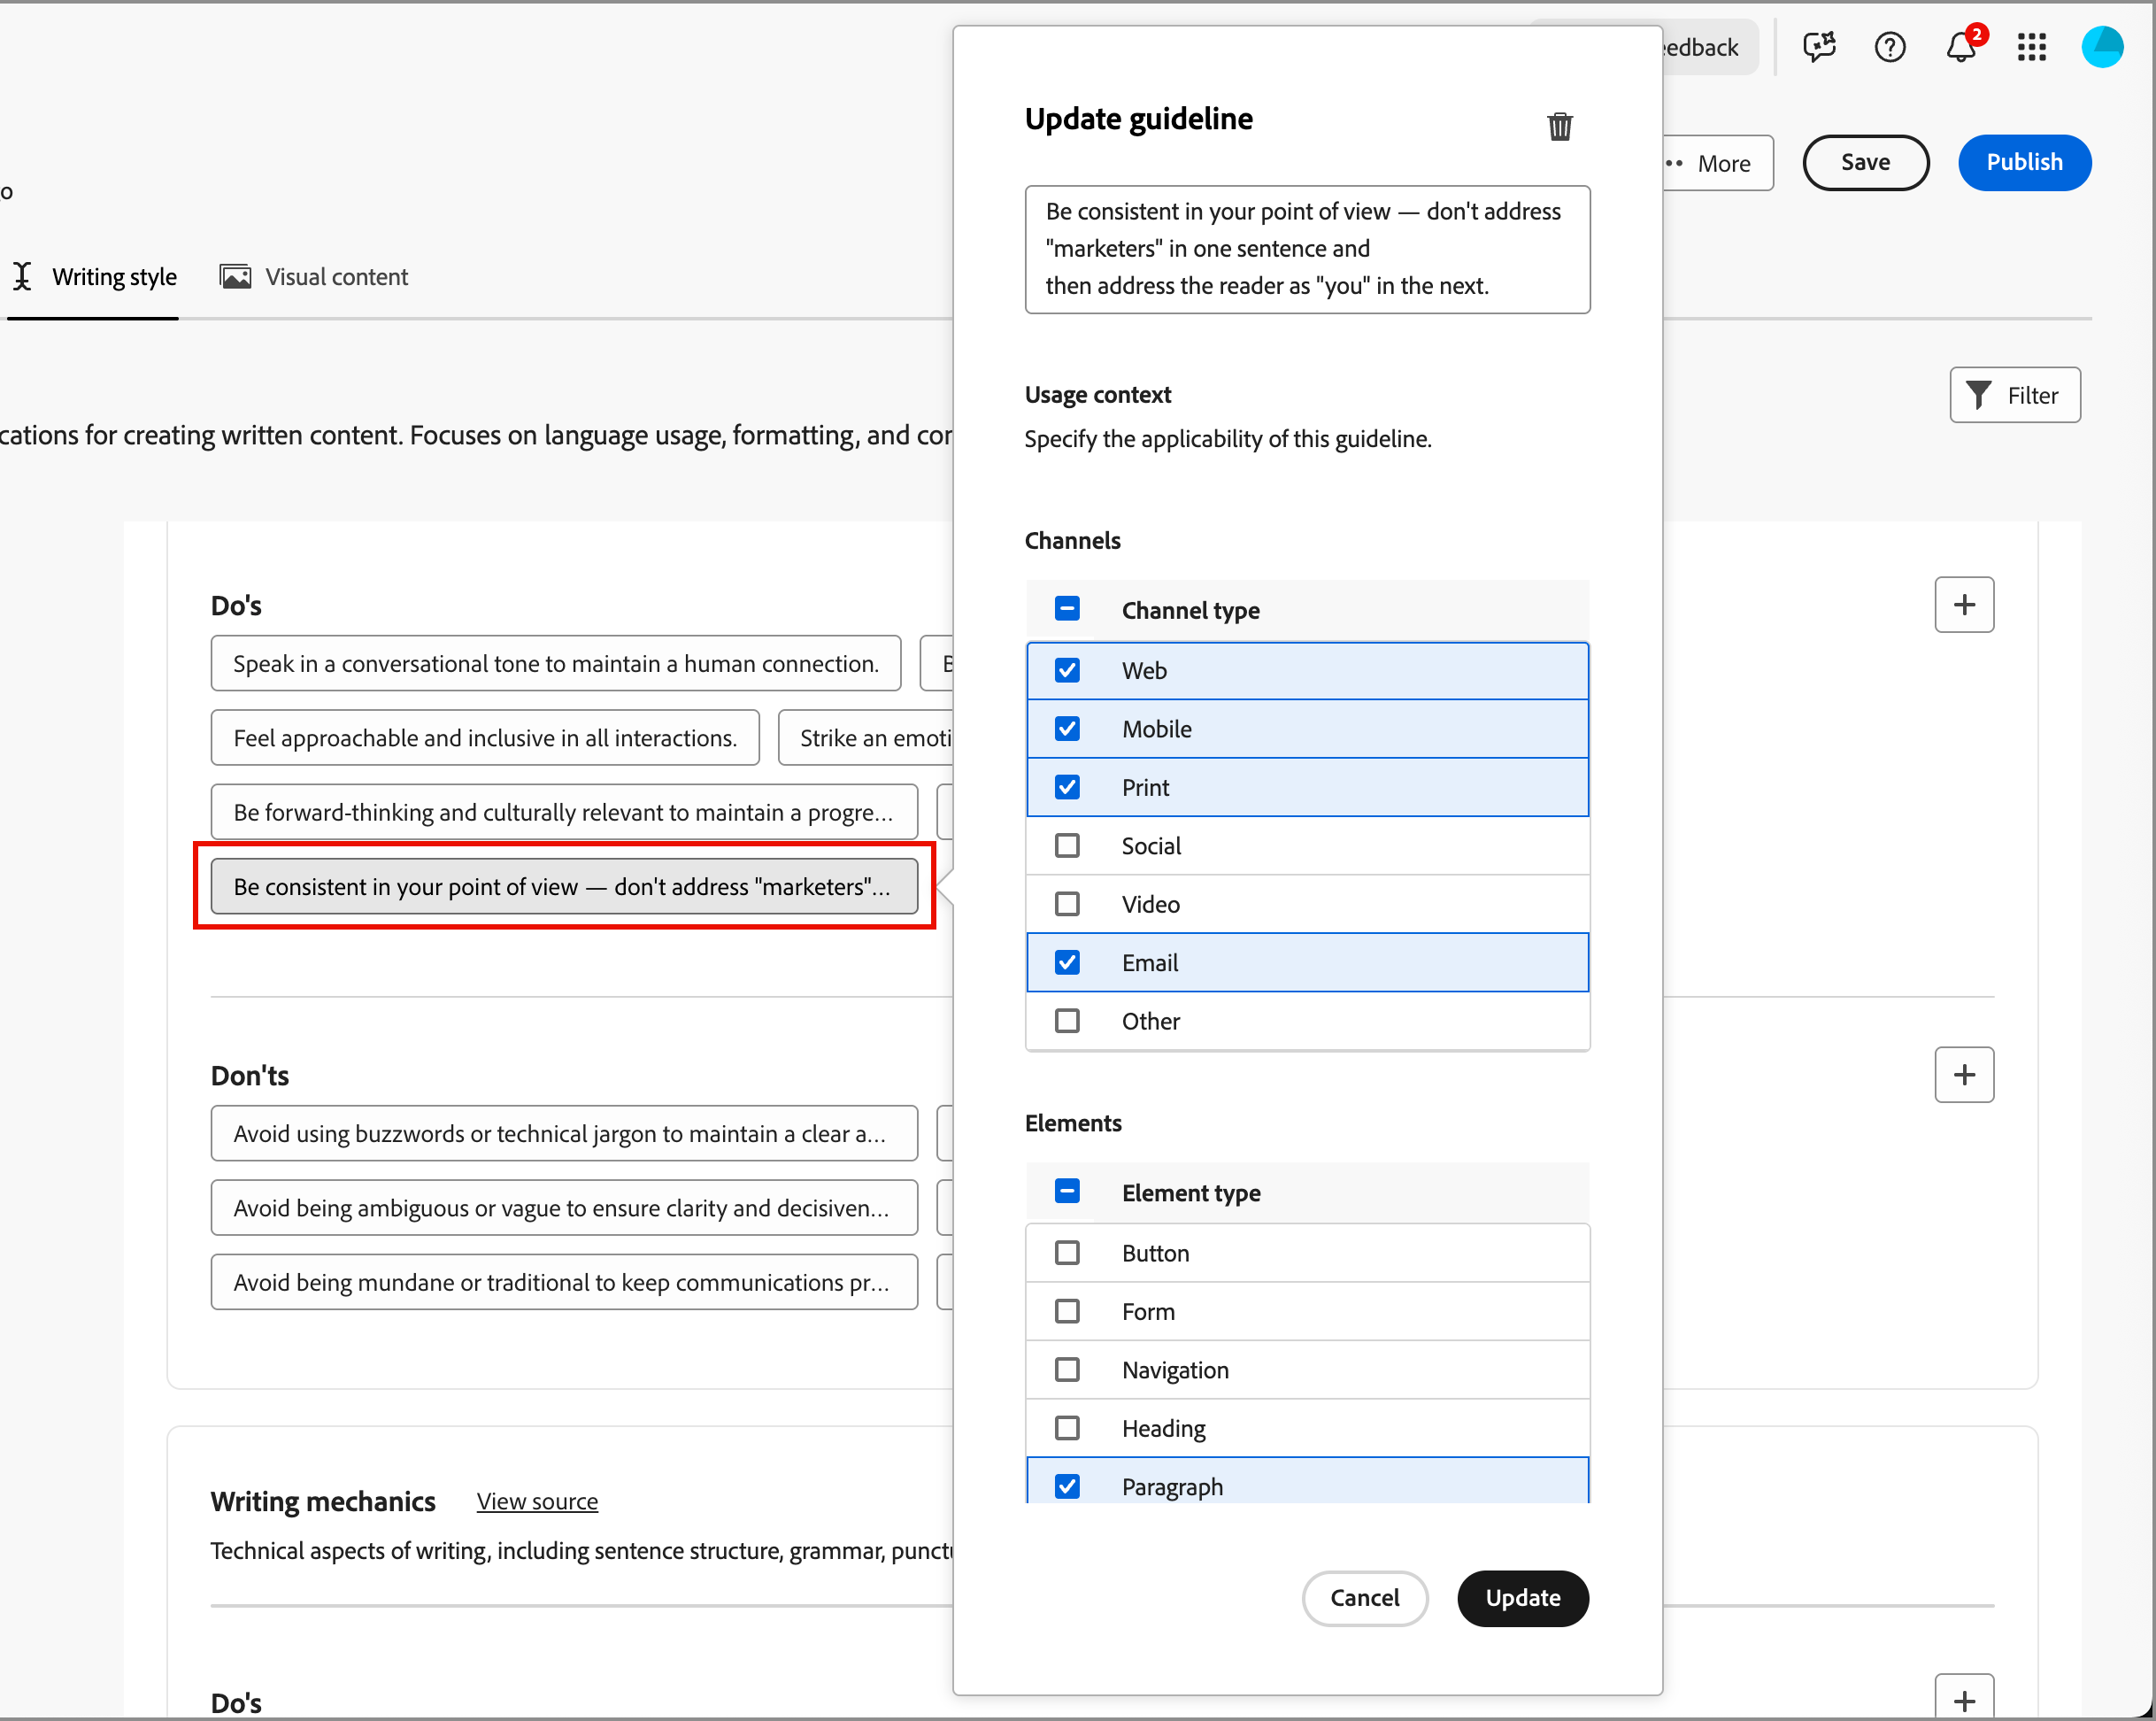 edback
2
More
Save
Publish
o
Writing style
Visual content
Filter
cations for creating written content. Focuses on language usage, formatting, and cor
Do's
Speak in a conversational tone to maintain a human connection.
B
Feel approachable and inclusive in all interactions.
Strike an emoti
Be forward-thinking and culturally relevant to maintain a progre...
Be consistent in your point of view — don't address "marketers"...
Don'ts
Avoid using buzzwords or technical jargon to maintain a clear a...
Avoid being ambiguous or vague to ensure clarity and decisiven...
Avoid being mundane or traditional to keep communications pr...
Writing mechanics
View source
Technical aspects of writing, including sentence structure, grammar, punctu
Do's
Update guideline
Be consistent in your point of view — don't address
"marketers" in one sentence and
then address the reader as "you" in the next.
Usage context
Specify the applicability of this guideline.
Channels
Channel type
Web
Mobile
Print
Social
Video
Email
Other
Elements
Element type
Button
Form
Navigation
Heading
Paragraph
Cancel
Update